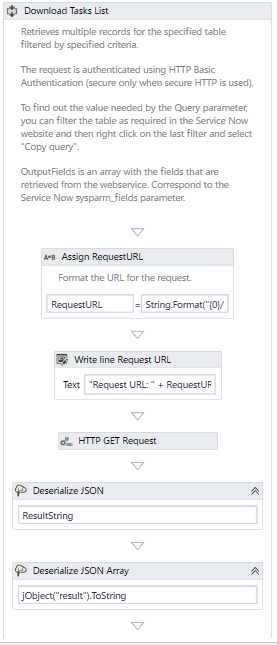 Download Tasks List
Retrieves multiple records for the specified table
filtered by specified criteria.
The request is authenticated using HTTP Basic
Authentication (secure only when secure HTTP is used).
To find out the value needed by the Query parameter,
you can filter the table as required in the Service Now
website and then right click on the last filter and select
"Copy query".
OutputFields is an array with the fields that are
retrieved from the webservice. Correspond to the
Service Now sysparm_fields parameter.
A+B Assign RequestURL
Format the URL for the request.
RequestURL = String.Format("{0}/
Write line Request URL
Text "Request URL: " + RequestUR
HTTP GET Request
Deserialize JSON
ResultString
Deserialize JSON Array
jObject("result").ToString